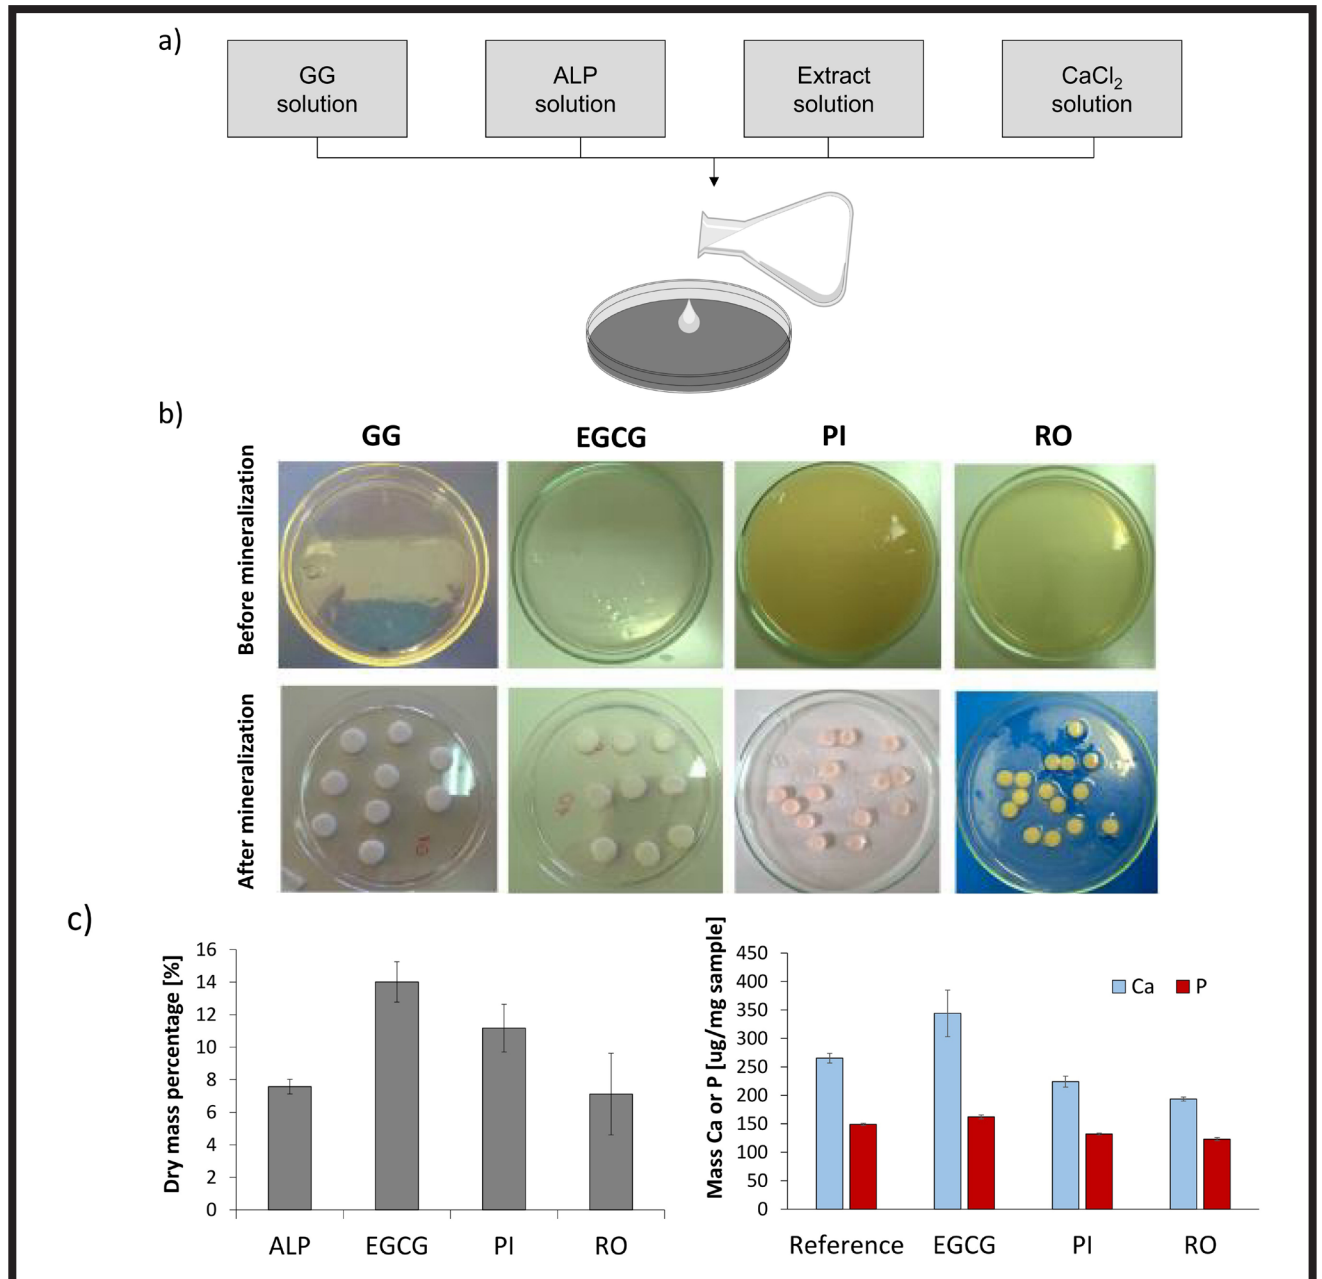 a)
GG
solution
ALP
solution
Extract
solution
CaCl₂
solution
b)
GG
EGCG
PI
RO
Before mineralization
After mineralization
c)
Dry mass percentage [%]
16
14
12
10
8
6
4
2
0
ALP
EGCG
PI
RO
Mass Ca or P [ug/mg sample]
450
400
350
300
250
200
150
100
50
0
Ca
P
Reference
EGCG
PI
RO